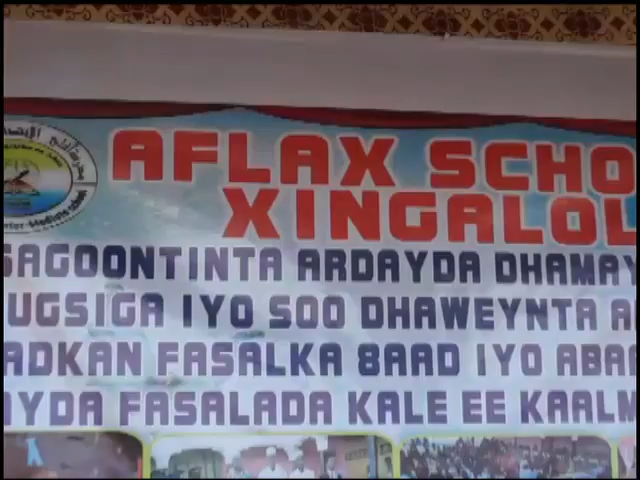 AFLAX SCHO
XINGALOL
SAGOONTINTA ARDAYDA DHAMAY
UGSIGA IYO SOO DHAWEYNTA A
ADKAN FASALKA 8AAD IYO ABA
AYDA FASALADA KALE EE KAALM